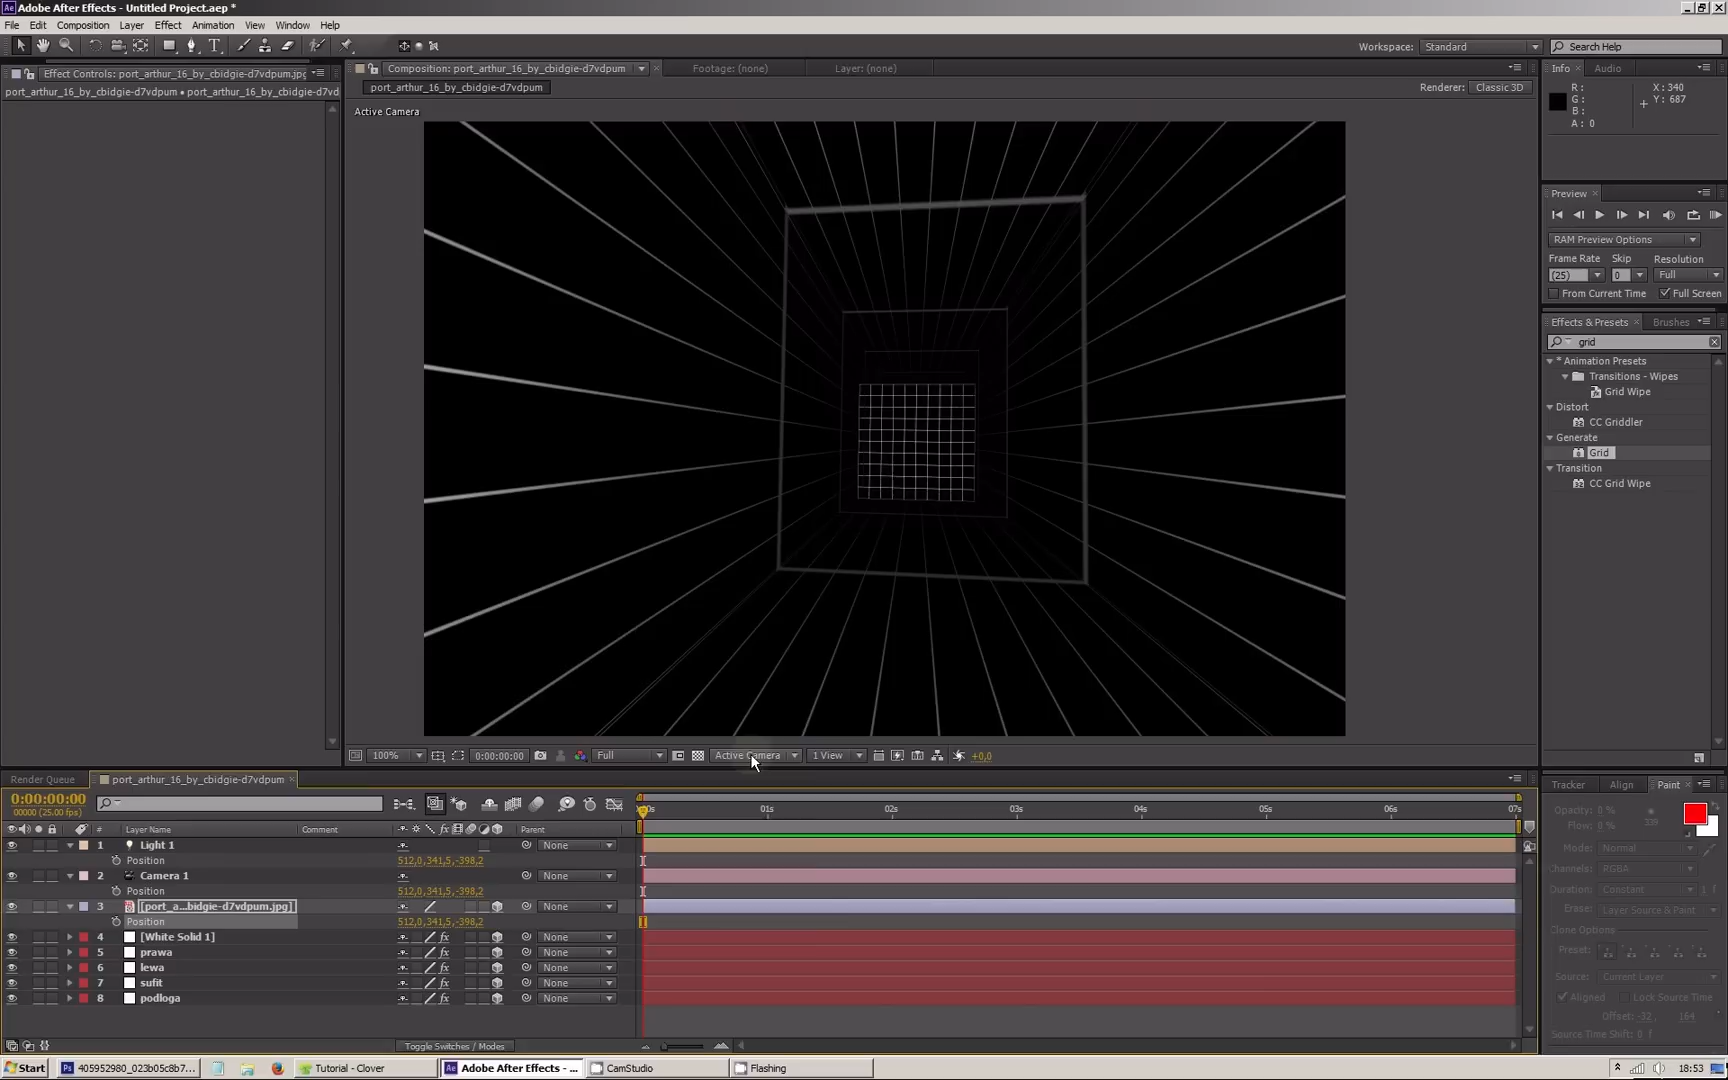 Adobe After Effects - Untitled Project.aep *
File Edit Composition Layer Effect Animation View Window Help
Workspace: Standard Search Help
Effect Controls: port_arthur_16_by_cbidgie-d7vdpum.jpg
port_arthur_16_by_cbidgie-d7vdpum • port_arthur_16_by_cbidgie-d7vd
Composition: port_arthur_16_by_cbidgie-d7vdpum Footage: (none) Layer: (none)
port_arthur_16_by_cbidgie-d7vdpum
Renderer: Classic 3D
Active Camera
Info Audio
R: X: 340
G: Y: 687
B:
A: 0
Preview
RAM Preview Options
Frame Rate Skip Resolution
(25) 0 Full
From Current Time Full Screen
Effects & Presets Brushes
grid
* Animation Presets
Transitions - Wipes
Grid Wipe
Distort
CC Griddler
Generate
Grid
Transition
CC Grid Wipe
100% 0:00:00:00 Full Active Camera 1 View +0,0
Render Queue port_arthur_16_by_cbidgie-d7vdpum
0:00:00:00
00000 (25.00 fps)
01s 02s 03s 04s 05s 06s 07s
# Layer Name Comment Parent
1 Light 1 None
Position 512,0,341,5,-398,2
2 Camera 1 None
Position 512,0,341,5,-398,2
3 [port_a...bidgie-d7vdpum.jpg] None
Position 512,0,341,5,-398,2
4 [White Solid 1] None
5 prawa None
6 lewa None
7 sufit None
8 podloga None
Toggle Switches / Modes
Tracker Align Paint
Opacity: 0 %
Flow: 0 % 339
Mode: Normal
Channels: RGBA
Duration: Constant
Erase: Layer Source & Paint
Clone Options
Preset:
Source: Current Layer
Aligned Lock Source Time
Offset: -32, 164
Source Time Shift: 0 f
Start 405952980_023b05c8b7... Tutorial - Clover Adobe After Effects - ... CamStudio Flashing 18:53